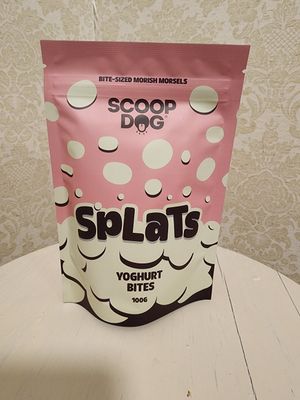 BITE-SIZED MORISH MORSELS
SCOOP
DOG
SPLATS
YOGHURT
BITES
100G